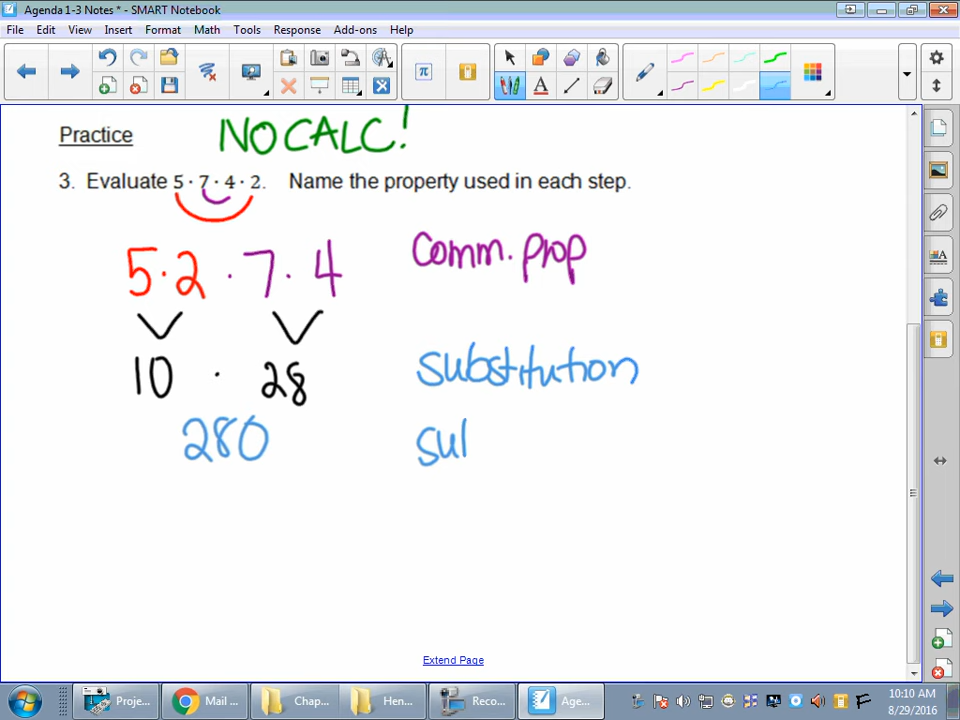 Agenda 1-3 Notes * - SMART Notebook
File Edit View Insert Format Math Tools Response Add-ons Help
Practice NO CALC!
3. Evaluate 5 · 7 · 4 · 2. Name the property used in each step.
5 · 2 · 7 · 4 Comm. prop
10 · 28 substitution
280 sul
Extend Page
Proje... Mail ... Chap... Hen... Reco... Age... 10:10 AM
8/29/2016